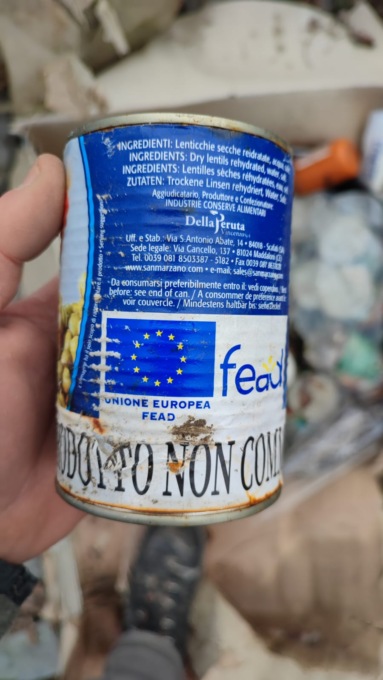 INGREDIENTI: Lenticchie secche reidratate, acqua,
INGREDIENTS: Dry lentils rehydrated, water, salt
INGREDIENTS: Lentilles sèches réhydratées, eau, sel
ZUTATEN: Trockene Linsen rehydriert, Wasser, Salz
Aggiudicatario, Produttore e Confezionatore
INDUSTRIE CONSERVE ALIMENTARI
Della Peruta
Uff. e Stab.: Via S Antonio Abate, 14 • 84018 - Scafati (SA)
Sede legale: Via Cancello, 137 • 81024 Maddaloni (CE)
Tel. 0039 081 8503387 - 5182 • Fax 0039 081
www.sanmarzano.com • e-mail, sales@sanmarzano
Da consumarsi preferibilmente entro il: vedi coperchio / Best
before: see end of can. / A consommer de préférence avant le:
voir couvercle. / Mindestens haltbar bis: siehe
fead
UNIONE EUROPEA
FEAD
ODOTTO NON COM